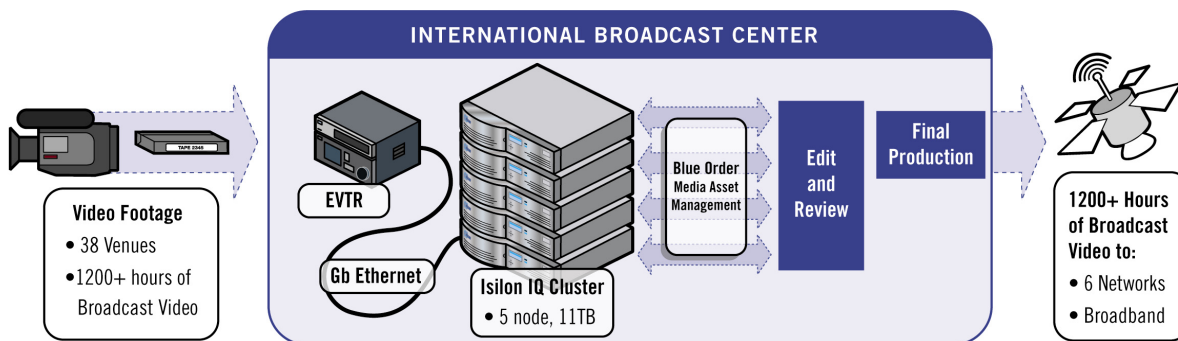 INTERNATIONAL BROADCAST CENTER
TAPE 2346
Video Footage
• 38 Venues
• 1200+ hours of
Broadcast Video
EVTR
Gb Ethernet
Isilon IQ Cluster
• 5 node, 11TB
Blue Order
Media Asset
Management
Edit
and
Review
Final
Production
1200+ Hours
of Broadcast
Video to:
• 6 Networks
• Broadband